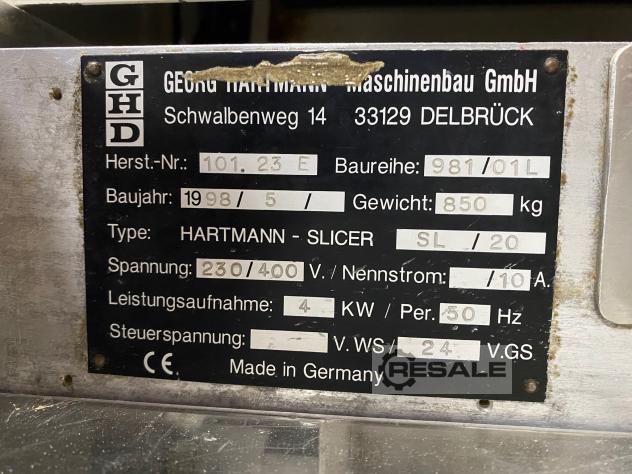 GHD
GEORG HARTMANN Maschinenbau GmbH
Schwalbenweg 14 33129 DELBRÜCK
Herst.-Nr.: 101. 23 E Baureihe: 981/01L
Baujahr: 1998/ 5 / Gewicht: 850 kg
Type: HARTMANN - SLICER SL / 20
Spannung: 230/400 V. / Nennstrom: /10 A.
Leistungsaufnahme: 4 KW / Per. 50 Hz
Steuerspannung: V. WS 24 V.GS
CE Made in Germany
RESALE